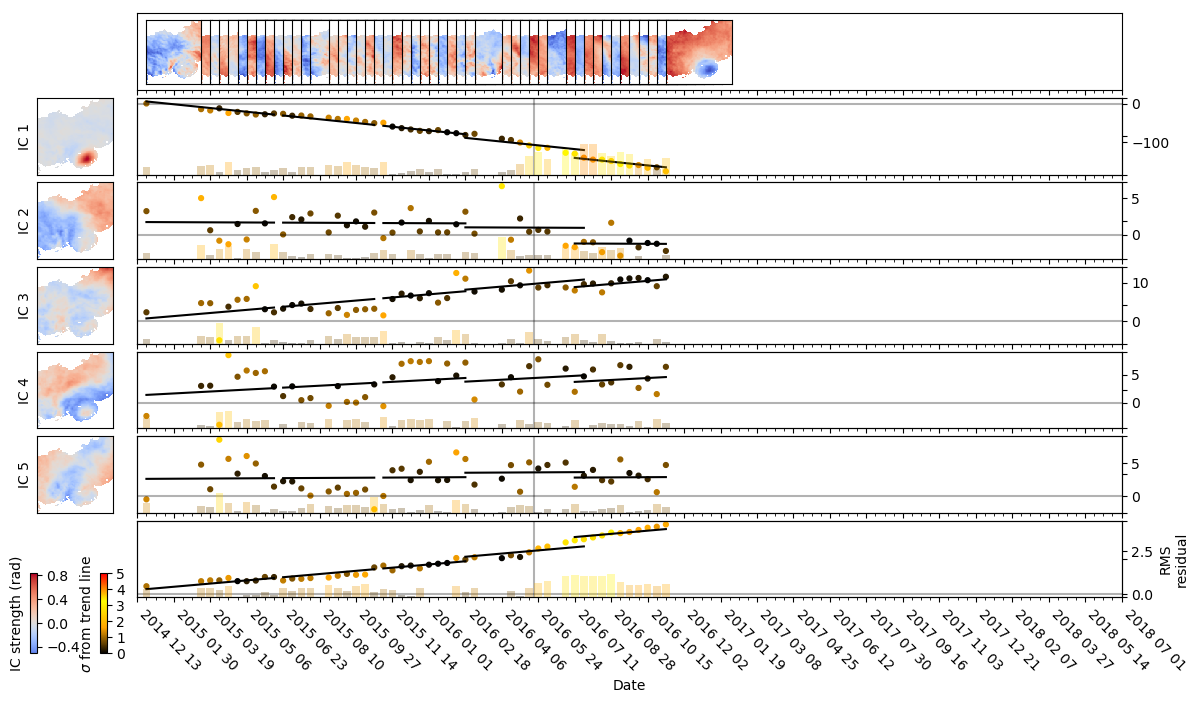 IC 1
0
−100
IC 2
5
0
IC 3
10
0
IC 4
5
0
IC 5
5
0
RMS
residual
2.5
0.0
IC strength (rad)
0.8
0.4
0.0
−0.4
σ from trend line
5
4
3
2
1
0
2014 12 13
2015 01 30
2015 03 19
2015 05 06
2015 06 23
2015 08 10
2015 09 27
2015 11 14
2016 01 01
2016 02 18
2016 04 06
2016 05 24
2016 07 11
2016 08 28
2016 10 15
2016 12 02
2017 01 19
2017 03 08
2017 04 25
2017 06 12
2017 07 30
2017 09 16
2017 11 03
2017 12 21
2018 02 07
2018 03 27
2018 05 14
2018 07 01
Date